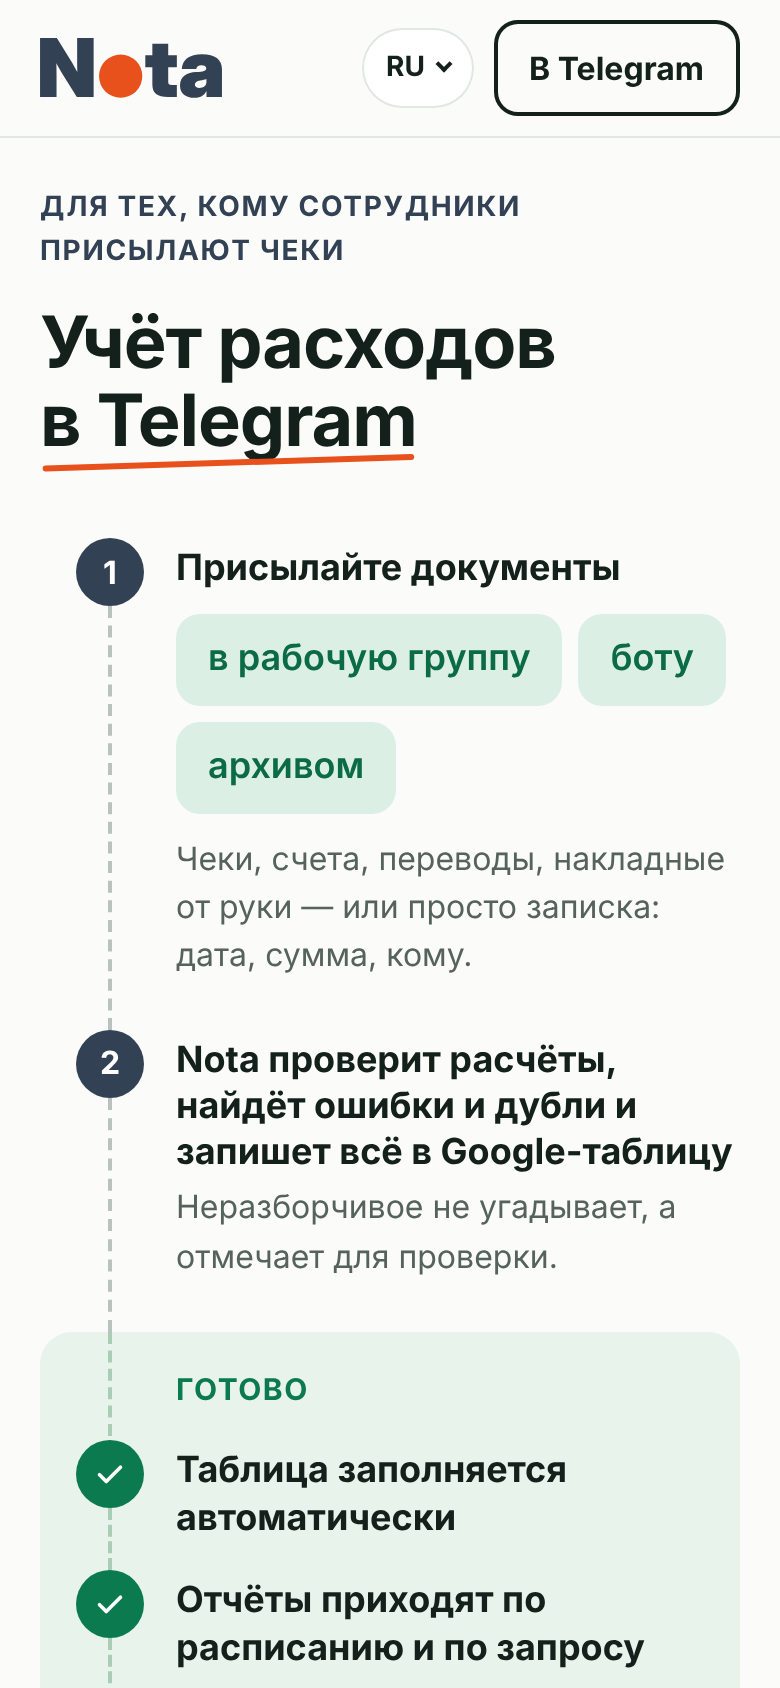 Nota
RU
В Telegram
ДЛЯ ТЕХ, КОМУ СОТРУДНИКИ
ПРИСЫЛАЮТ ЧЕКИ
Учёт расходов
в Telegram
1
Присылайте документы
в рабочую группу
боту
архивом
Чеки, счета, переводы, накладные
от руки — или просто записка:
дата, сумма, кому.
2
Nota проверит расчёты,
найдёт ошибки и дубли и
запишет всё в Google-таблицу
Неразборчивое не угадывает, а
отмечает для проверки.
ГОТОВО
Таблица заполняется
автоматически
Отчёты приходят по
расписанию и по запросу